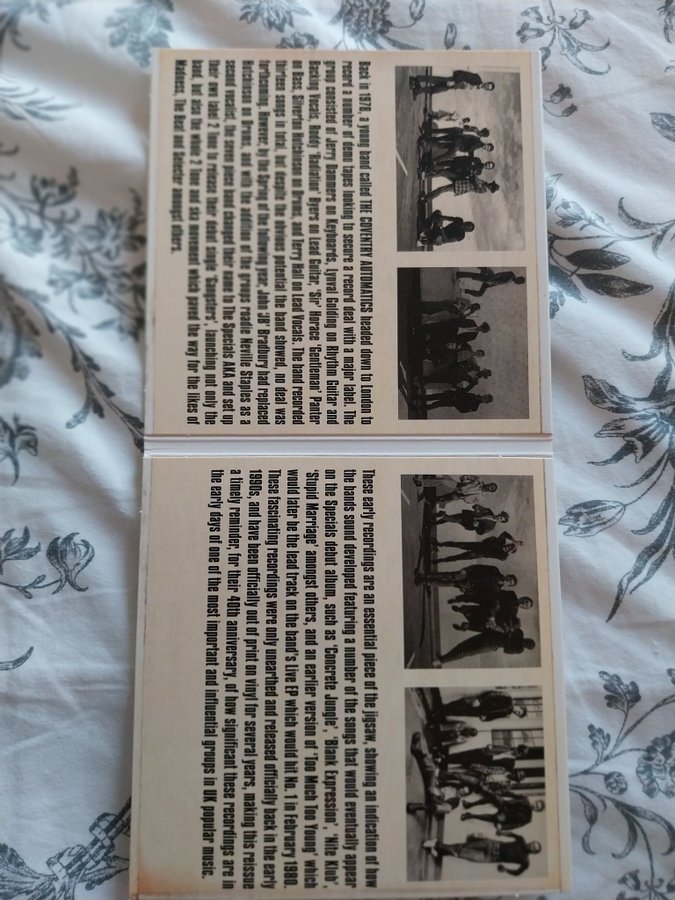 Back in 1978, a young band called THE COVENTRY AUTOMATICS headed down to London to
record a number of demo tapes looking to secure a record deal with a major label. The
group consisted of Jerry Dammers on Keyboards, Lynval Golding on Rhythm Guitar and
Backing Vocals, Roddy 'Radiation' Byers on Lead Guitar, 'Sir' Horace 'Gentleman' Panter
on Bass, Silverton Hutchinson on Drums, and Terry Hall on Lead Vocals. The band recorded
thirteen songs in total, but despite the obvious potential the band showed, no deal was
forthcoming. However, by the Spring of the following year, John 'JB' Bradbury had replaced
Hutchinson on Drums, and with the addition of the groups roadie Neville Staples as a
second vocalist, the seven piece band changed their name to The Specials AKA and set up
their own label 2 Tone to release their debut single 'Gangsters', launching not only the
band, but also the whole 2 Tone and ska movement which paved the way for the likes of
Madness, The Beat and Selecter amongst others.
These early recordings are an essential piece of the jigsaw, showing an indication of how
the bands sound developed featuring a number of the songs that would eventually appear
on the Specials debut album, such as 'Concrete Jungle', 'Blank Expression', 'Nite Klub',
'Stupid Marriage' amongst others, and an earlier version of 'Too Much Too Young' which
would later be the lead track on the band's live EP which would hit No. 1 in February 1980.
These fascinating recordings were only unearthed and released officially back in the early
1990s, and have been officially out of print on vinyl for several years, making this reissue
a timely reminder, for their 40th anniversary, of how significant these recordings are in
the early days of one of the most important and influential groups in UK popular music.